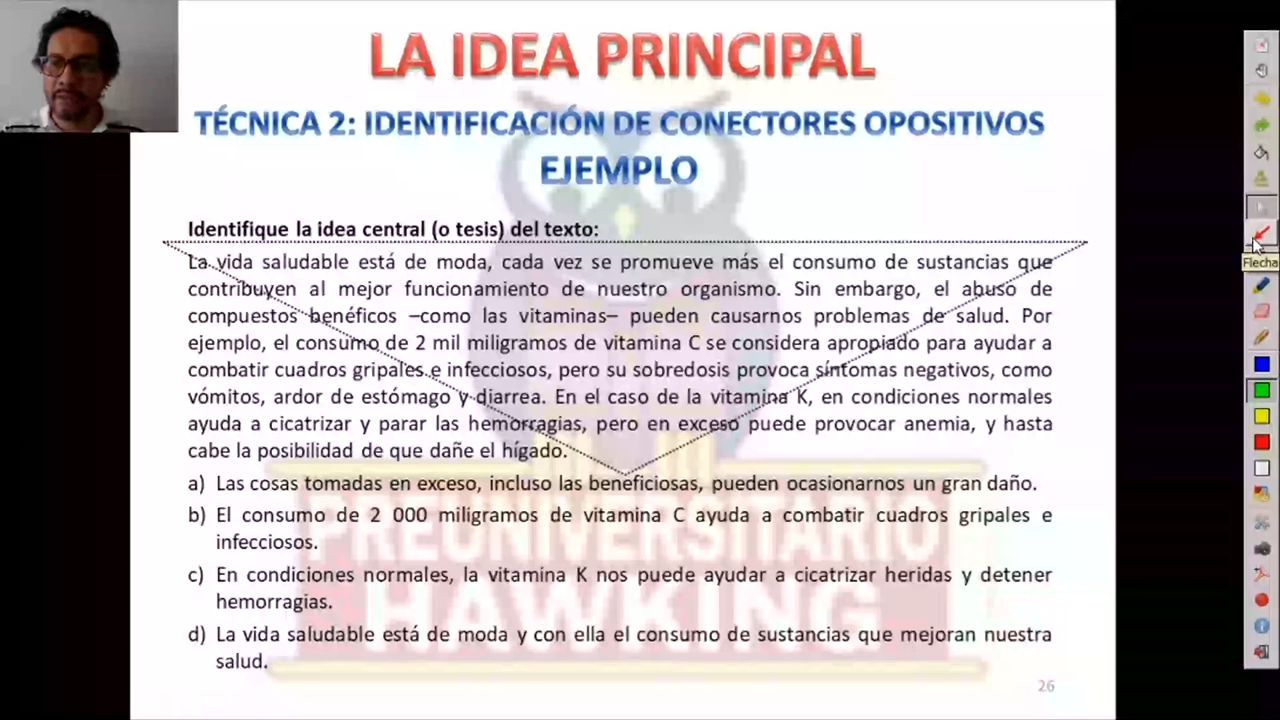 LA IDEA PRINCIPAL
TÉCNICA 2: IDENTIFICACIÓN DE CONECTORES OPOSITIVOS
EJEMPLO
Identifique la idea central (o tesis) del texto:
La vida saludable está de moda, cada vez se promueve más el consumo de sustancias que
contribuyen al mejor funcionamiento de nuestro organismo. Sin embargo, el abuso de
compuestos benéficos –como las vitaminas– pueden causarnos problemas de salud. Por
ejemplo, el consumo de 2 mil miligramos de vitamina C se considera apropiado para ayudar a
combatir cuadros gripales e infecciosos, pero su sobredosis provoca síntomas negativos, como
vómitos, ardor de estómago y diarrea. En el caso de la vitamina K, en condiciones normales
ayuda a cicatrizar y parar las hemorragias, pero en exceso puede provocar anemia, y hasta
cabe la posibilidad de que dañe el hígado.
a) Las cosas tomadas en exceso, incluso las beneficiosas, pueden ocasionarnos un gran daño.
b) El consumo de 2 000 miligramos de vitamina C ayuda a combatir cuadros gripales e
infecciosos.
c) En condiciones normales, la vitamina K nos puede ayudar a cicatrizar heridas y detener
hemorragias.
d) La vida saludable está de moda y con ella el consumo de sustancias que mejoran nuestra
salud.
PREUNIVERSITARIO
HAWKING
26
Flecha